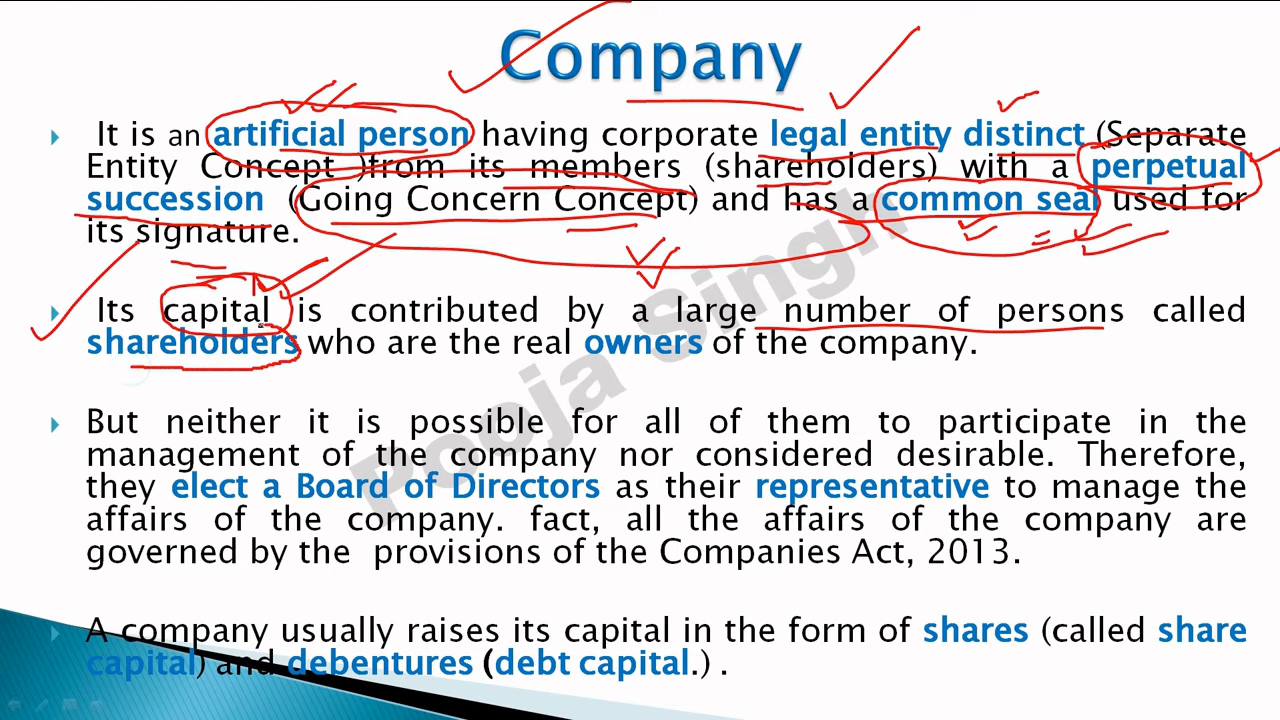 Company
It is an artificial person having corporate legal entity distinct (Separate
Entity Concept )from its members (shareholders) with a perpetual
succession (Going Concern Concept) and has a common seal used for
its signature.
Its capital is contributed by a large number of persons called
shareholders who are the real owners of the company.
But neither it is possible for all of them to participate in the
management of the company nor considered desirable. Therefore,
they elect a Board of Directors as their representative to manage the
affairs of the company. fact, all the affairs of the company are
governed by the provisions of the Companies Act, 2013.
A company usually raises its capital in the form of shares (called share
capital) and debentures (debt capital.) .
Pooja Singh